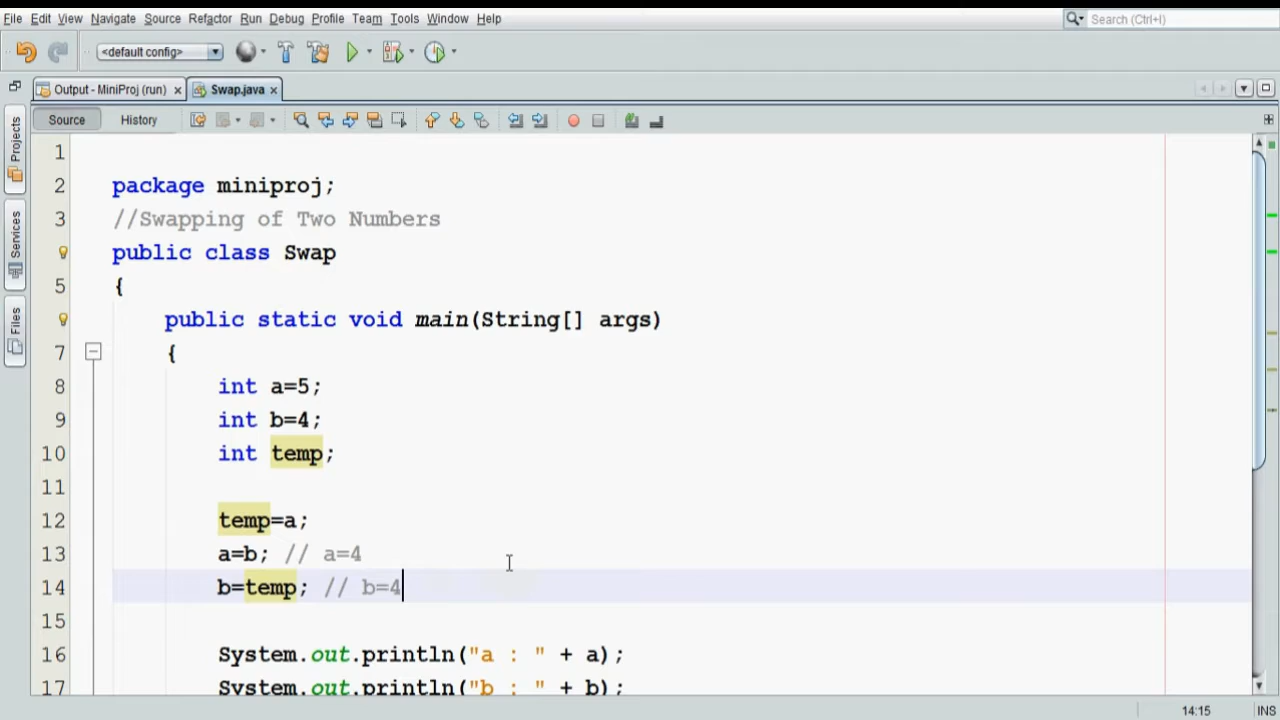 File Edit View Navigate Source Refactor Run Debug Profile Team Tools Window Help
Search (Ctrl+I)
<default config>
Output - MiniProj (run) Swap.java
Source History
Projects
Services
Files
1
2 package miniproj;
3 //Swapping of Two Numbers
public class Swap
5 {
public static void main(String[] args)
7 {
8 int a=5;
9 int b=4;
10 int temp;
11
12 temp=a;
13 a=b; // a=4
14 b=temp; // b=4
15
16 System.out.println("a : " + a);
17 System.out.println("b : " + b);
14:15 INS